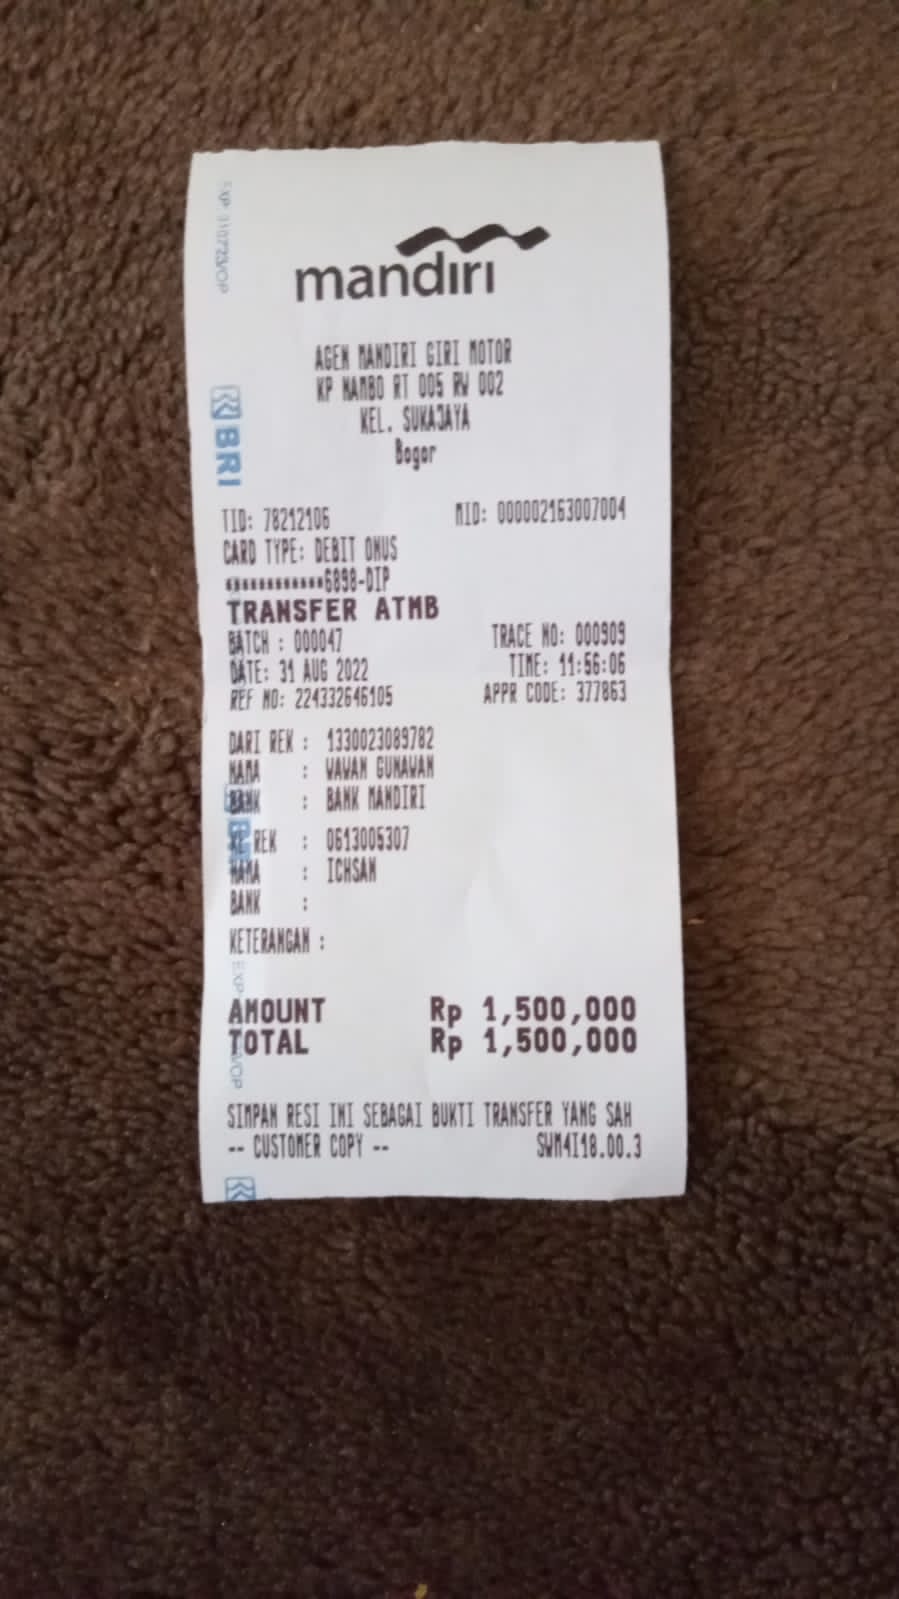 mandiri
AGEN MANDIRI GIRI MOTOR
KP NAMBO RT 005 RW 002
KEL. SUKAJAYA
Bogor
TID: 78212106 MID: 000002163007004
CARD TYPE: DEBIT ONUS
************6898-DIP
TRANSFER ATMB
BATCH : 000047 TRACE NO: 000909
DATE: 31 AUG 2022 TIME: 11:56:06
REF NO: 224332646105 APPR CODE: 377863
DARI REK : 1330023089782
NAMA : WAWAN GUNAWAN
BANK : BANK MANDIRI
KE REK : 0613005307
NAMA : ICHSAN
BANK :
KETERANGAN :
AMOUNT Rp 1,500,000
TOTAL Rp 1,500,000
SIMPAN RESI INI SEBAGAI BUKTI TRANSFER YANG SAH
-- CUSTOMER COPY -- SWM4I18.00.3
BRI